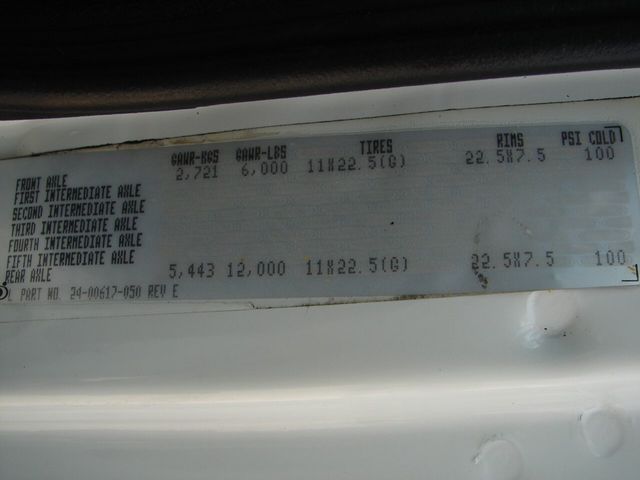 GAWR-KGS GAWR-LBS TIRES RIMS PSI COLD
FRONT AXLE 2,721 6,000 11X22.5(G) 22.5X7.5 100
FIRST INTERMEDIATE AXLE
SECOND INTERMEDIATE AXLE
THIRD INTERMEDIATE AXLE
FOURTH INTERMEDIATE AXLE
FIFTH INTERMEDIATE AXLE
REAR AXLE 5,443 12,000 11X22.5(G) 22.5X7.5 100
PART NO. 24-00617-050 REV E